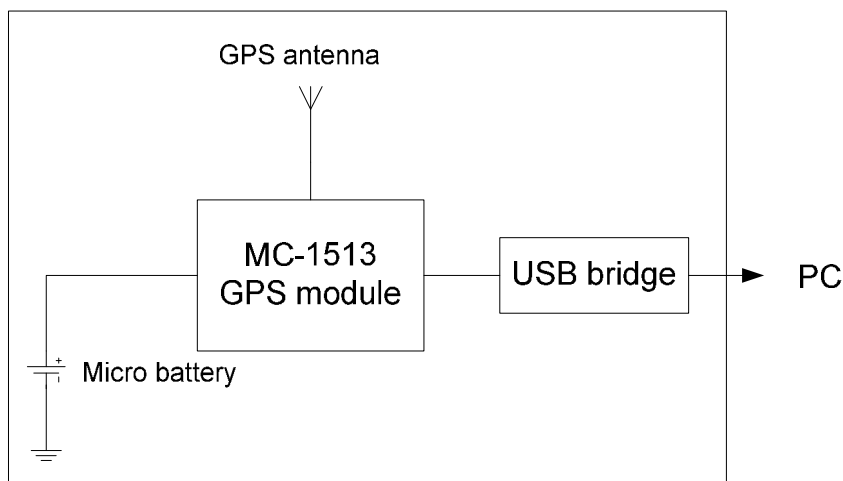 GPS antenna
MC-1513
GPS module
USB bridge
PC
+
-
Micro battery